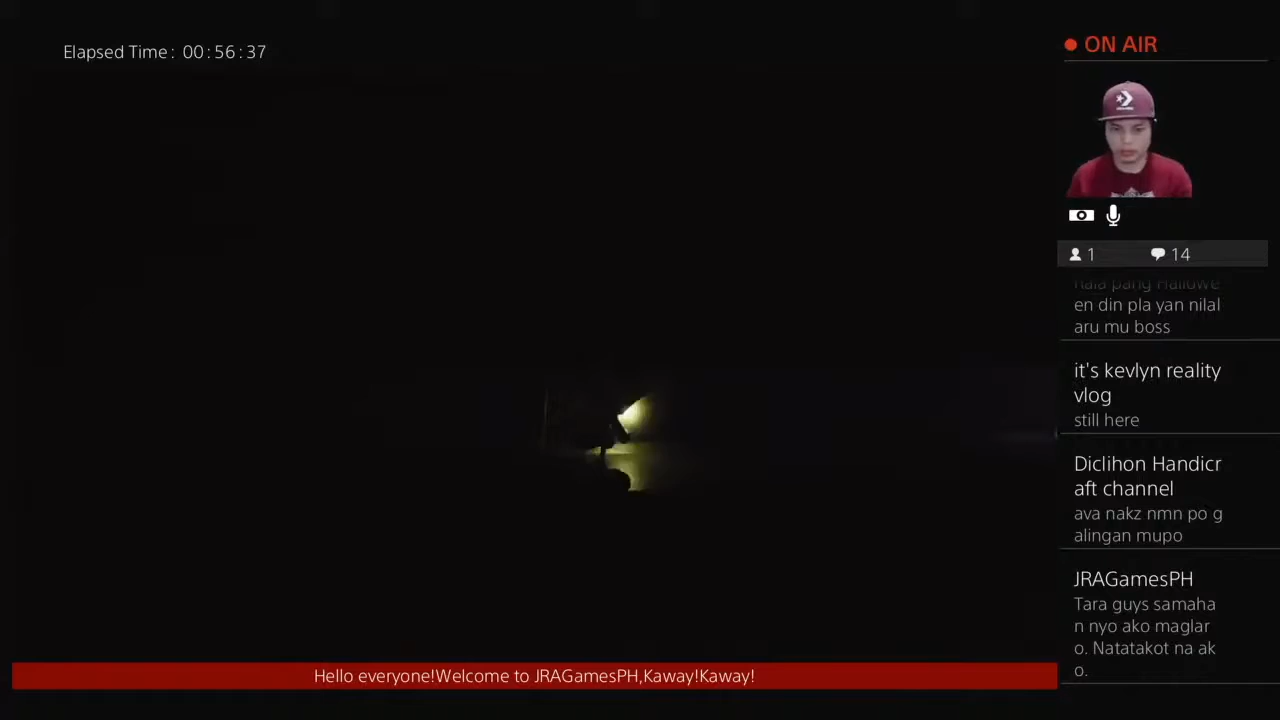 Elapsed Time: 00:56:37
ON AIR
1 14
en din pla yan nilal
aru mu boss
it's kevlyn reality
vlog
still here
Diclihon Handicr
aft channel
ava nakz nmn po g
alingan mupo
JRAGamesPH
Tara guys samaha
n nyo ako maglar
o. Natatakot na ak
o.
Hello everyone!Welcome to JRAGamesPH,Kaway!Kaway!